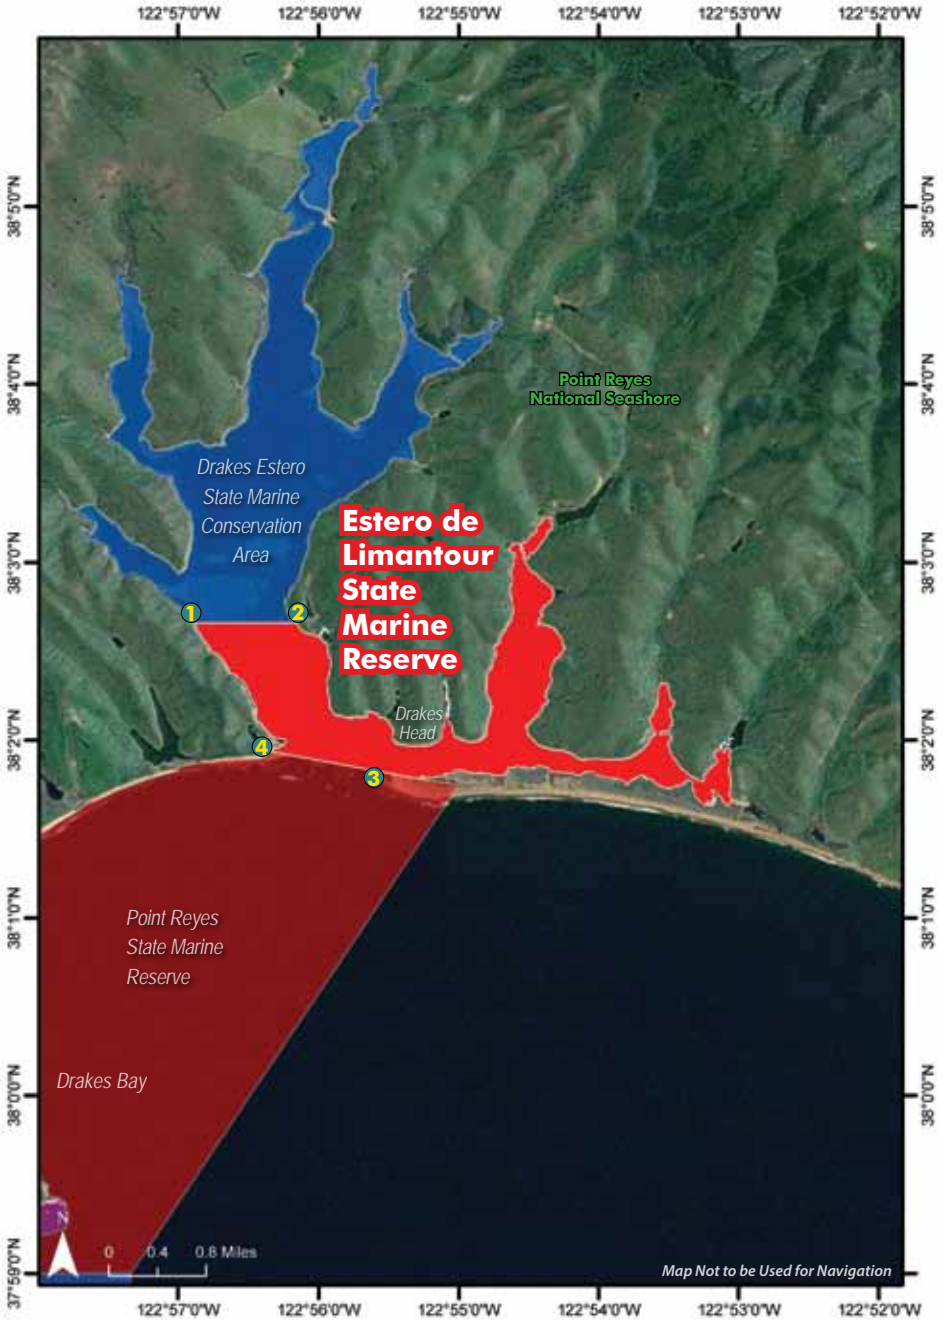 122°57'0"W 122°56'0"W 122°55'0"W 122°54'0"W 122°53'0"W 122°52'0"W
38°5'0"N 38°5'0"N
38°4'0"N 38°4'0"N
Point Reyes
National Seashore
Drakes Estero
State Marine
Conservation
Area
Estero de
Limantour
State
Marine
Reserve
38°3'0"N 38°3'0"N
1 2
Drakes
Head
38°2'0"N 38°2'0"N
4
3
Point Reyes
State Marine
Reserve
38°1'0"N 38°1'0"N
Drakes Bay
38°0'0"N 38°0'0"N
N
0 0.4 0.8 Miles
Map Not to be Used for Navigation
37°59'0"N
122°57'0"W 122°56'0"W 122°55'0"W 122°54'0"W 122°53'0"W 122°52'0"W